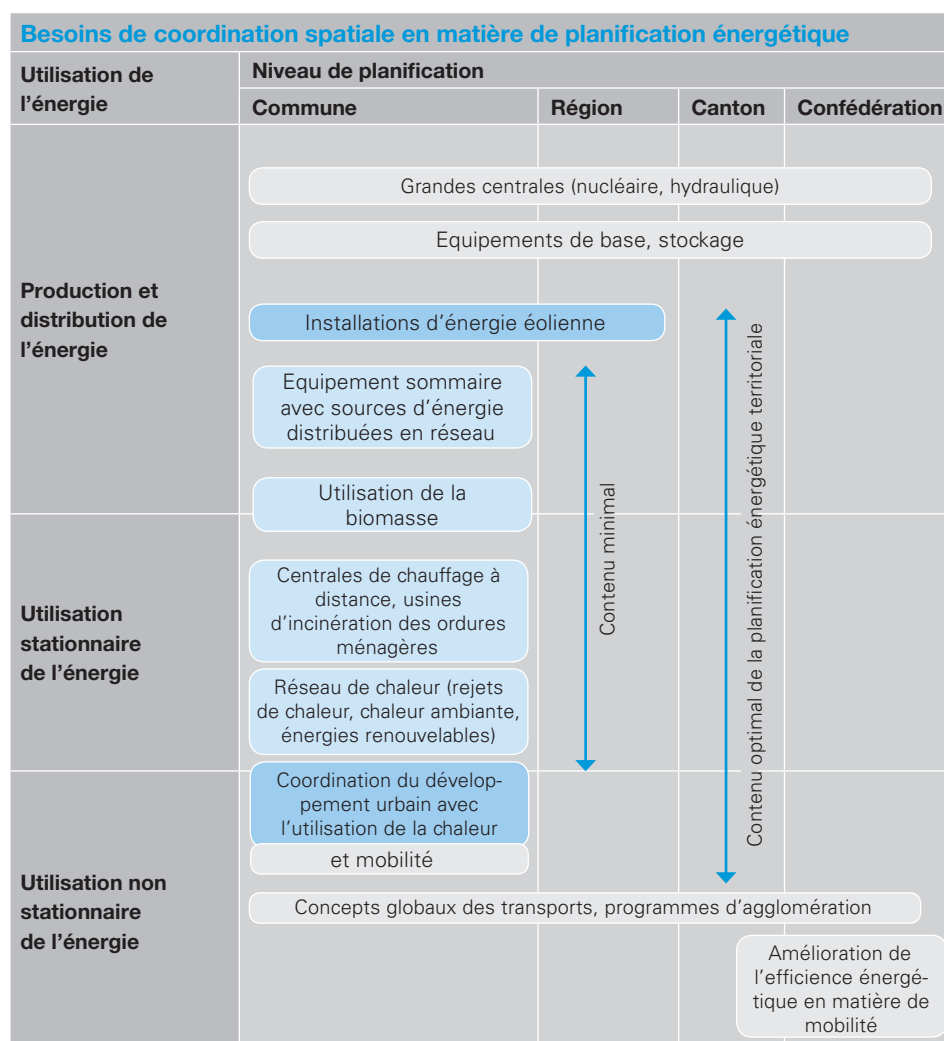 Besoins de coordination spatiale en matière de planification énergétique
Utilisation de
l’énergie
Niveau de planification
Commune
Région
Canton
Confédération
Production et
distribution de
l’énergie
Grandes centrales (nucléaire, hydraulique)
Equipements de base, stockage
Installations d’énergie éolienne
Equipement sommaire
avec sources d’énergie
distribuées en réseau
Utilisation de la
biomasse
Contenu minimal
Contenu optimal de la planification énergétique territoriale
Utilisation
stationnaire
de l’énergie
Centrales de chauffage à
distance, usines
d’incinération des ordures
ménagères
Réseau de chaleur (rejets
de chaleur, chaleur ambiante,
énergies renouvelables)
Coordination du dévelop-
pement urbain avec
l’utilisation de la chaleur
et mobilité
Utilisation non
stationnaire
de l’énergie
Concepts globaux des transports, programmes d’agglomération
Amélioration de
l’efficience énergé-
tique en matière de
mobilité